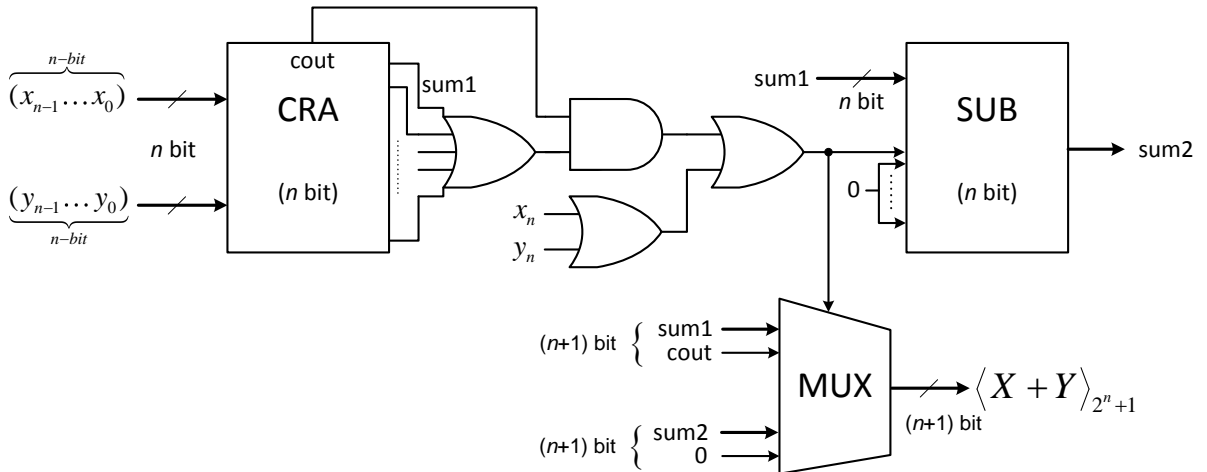 n-bit
(x_{n-1}...x_0)
n bit
(y_{n-1}...y_0)
n-bit
cout
CRA
(n bit)
sum1
x_n
y_n
sum1
n bit
0
SUB
(n bit)
sum2
(n+1) bit { sum1
cout
(n+1) bit { sum2
0
MUX
(n+1) bit
⟨X + Y⟩_{2^n+1}